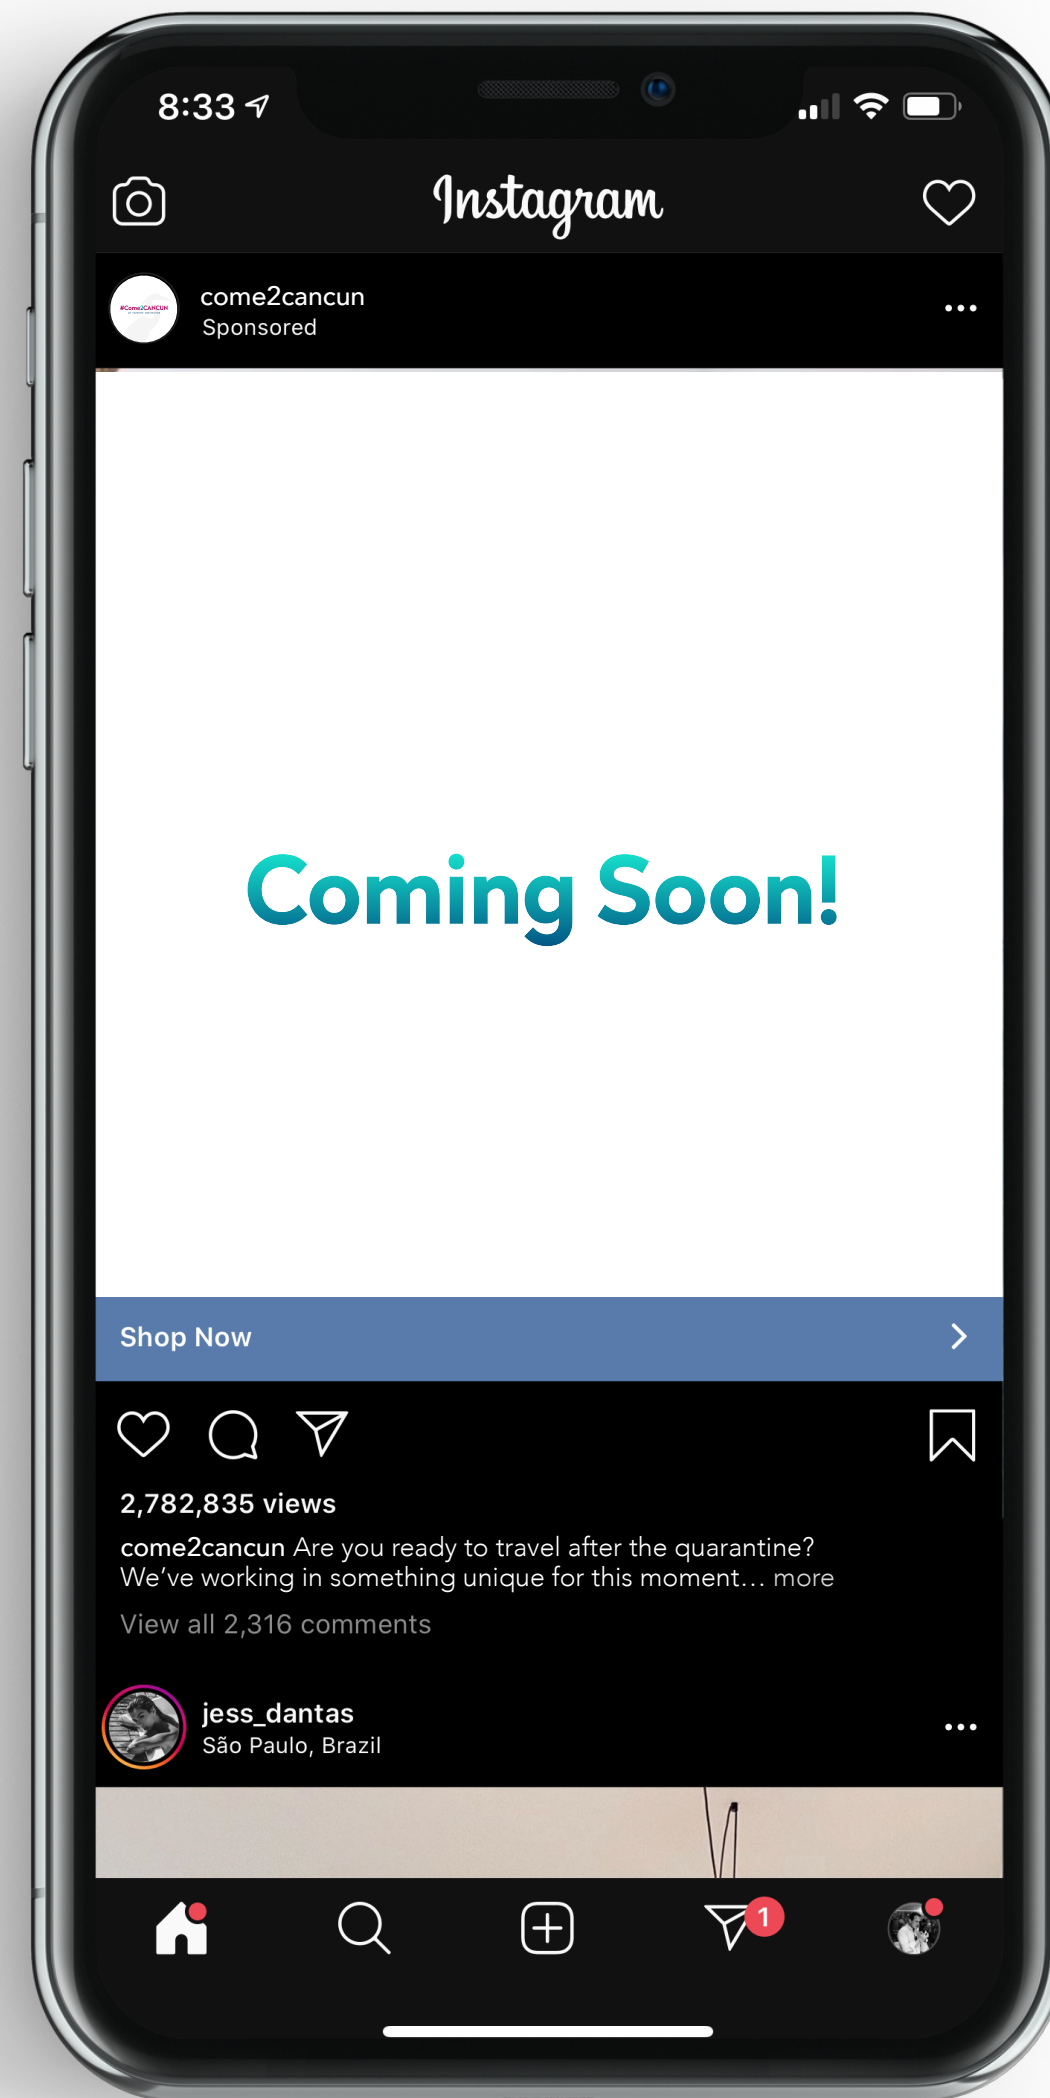 8:33
Instagram
#Come2CANCUN
come2cancun
Sponsored
Coming Soon!
Shop Now
2,782,835 views
come2cancun Are you ready to travel after the quarantine?
We've working in something unique for this moment... more
View all 2,316 comments
jess_dantas
São Paulo, Brazil
1